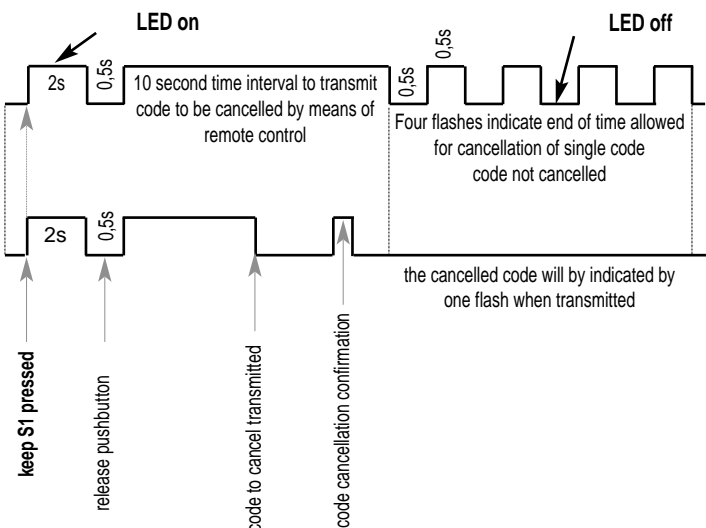 LED on
LED off
2s
0,5s
10 second time interval to transmit
code to be cancelled by means of
remote control
0,5s
0,5s
Four flashes indicate end of time allowed
for cancellation of single code
code not cancelled
2s
0,5s
the cancelled code will by indicated by
one flash when transmitted
keep S1 pressed
release pushbutton
code to cancel transmitted
code cancellation confirmation